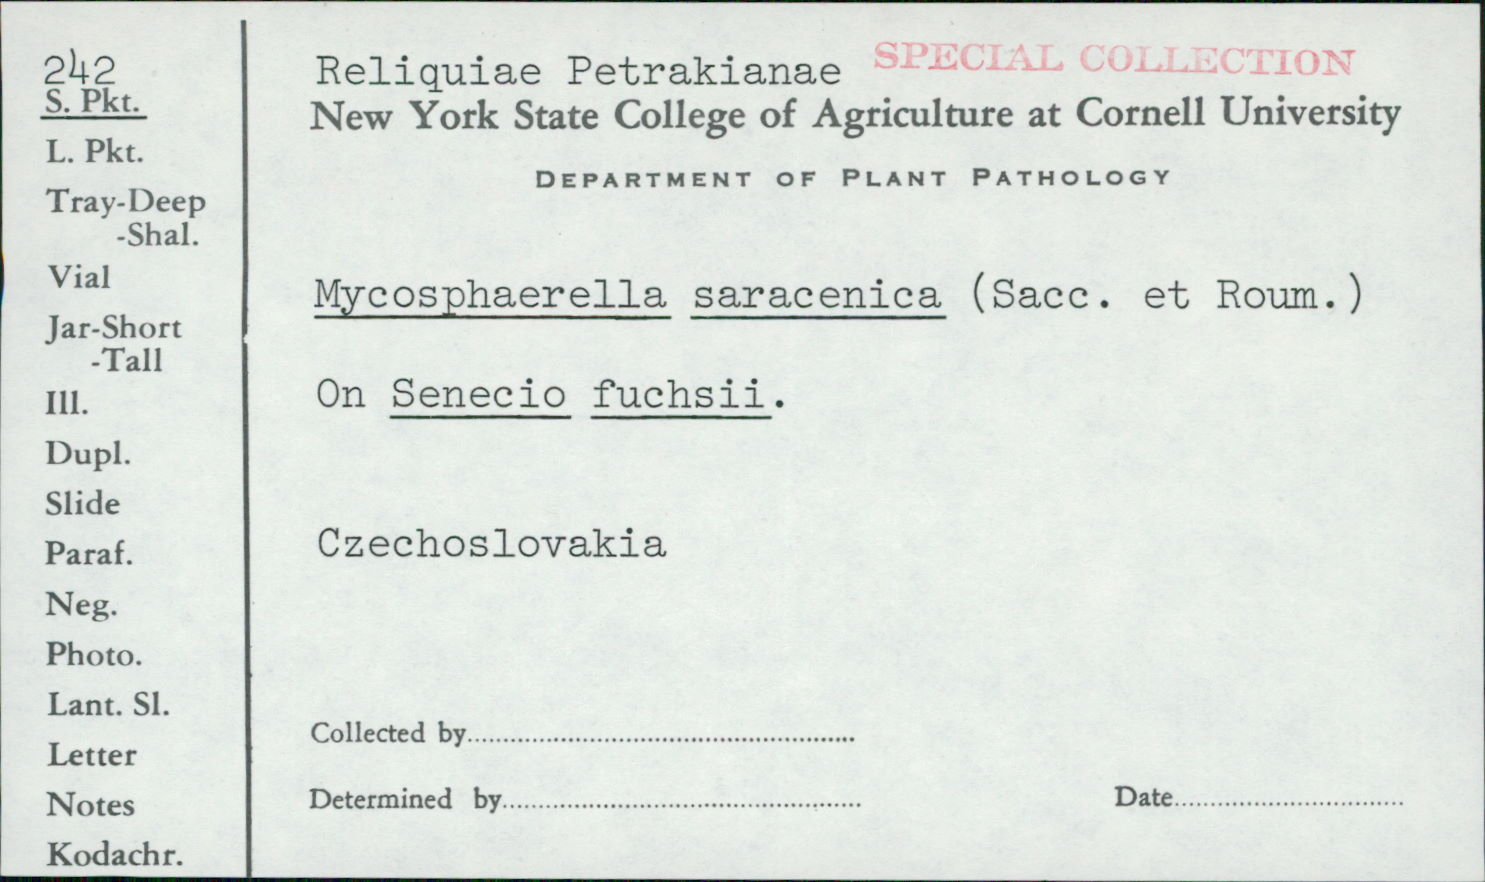 242
S. Pkt.
L. Pkt.
Tray-Deep
-Shal.
Vial
Jar-Short
-Tall
Ill.
Dupl.
Slide
Paraf.
Neg.
Photo.
Lant. Sl.
Letter
Notes
Kodachr.
Reliquiae Petrakianae SPECIAL COLLECTION
New York State College of Agriculture at Cornell University
DEPARTMENT OF PLANT PATHOLOGY
Mycosphaerella saracenica (Sacc. et Roum.)
On Senecio fuchsii.
Czechoslovakia
Collected by
Determined by Date